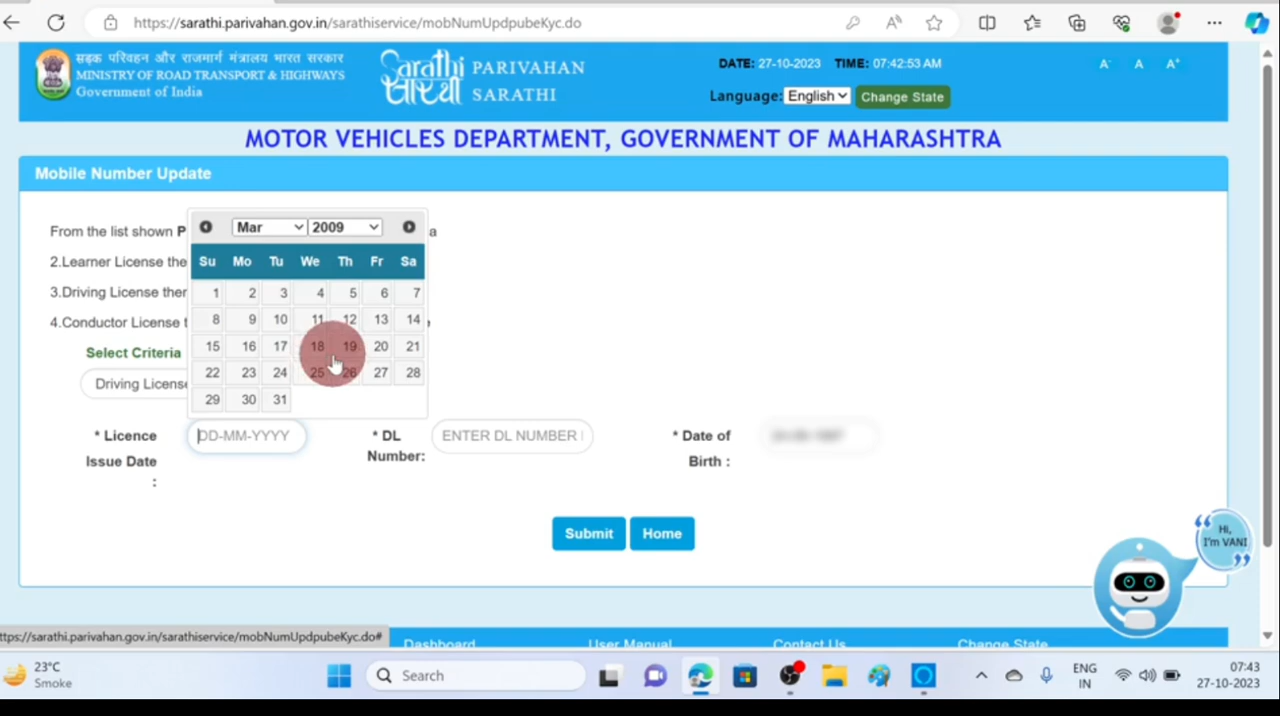 https://sarathi.parivahan.gov.in/sarathiservice/mobNumUpdpubeKyc.do
सड़क परिवहन और राजमार्ग मंत्रालय भारत सरकार
MINISTRY OF ROAD TRANSPORT & HIGHWAYS
Government of India
Sarathi सारथी
PARIVAHAN
SARATHI
DATE: 27-10-2023 TIME: 07:42:53 AM
A- A A+
Language: English Change State
MOTOR VEHICLES DEPARTMENT, GOVERNMENT OF MAHARASHTRA
Mobile Number Update
Mar 2009
From the list shown P
a
2.Learner License the
3.Driving License ther
4.Conductor License t
Su Mo Tu We Th Fr Sa
1 2 3 4 5 6 7
8 9 10 11 12 13 14
15 16 17 18 19 20 21
22 23 24 25 26 27 28
29 30 31
Select Criteria
Driving License
* Licence Issue Date :
DD-MM-YYYY
* DL Number:
ENTER DL NUMBER
* Date of Birth :
Submit Home
Hi,
I'm VANI
ttps://sarathi.parivahan.gov.in/sarathiservice/mobNumUpdpubeKyc.do#
Dashboard User Manual Contact Us Change State
23°C
Smoke
Search
ENG
IN
07:43
27-10-2023